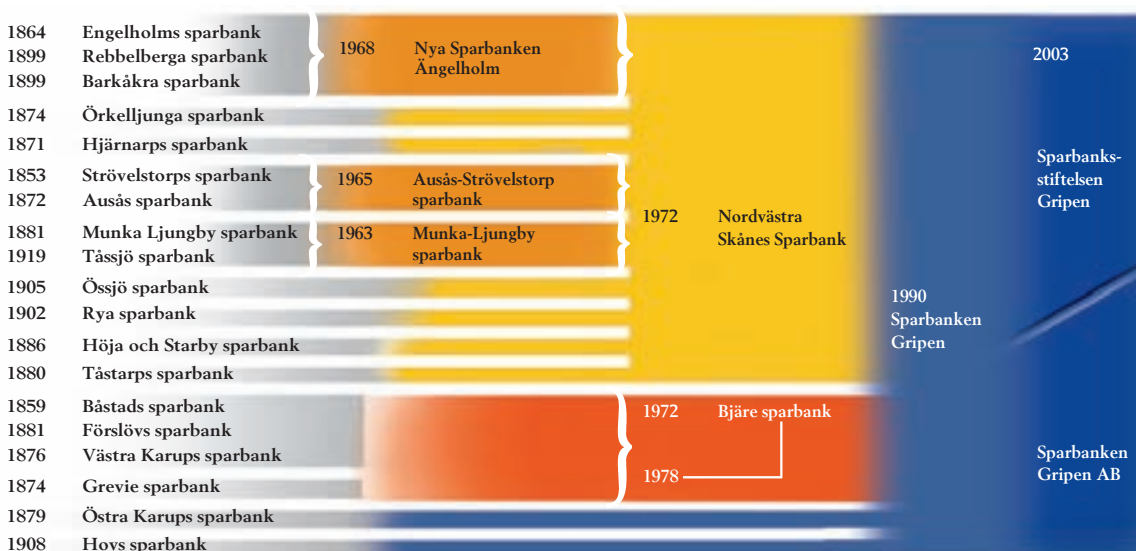 1864 Engelholms sparbank
1899 Rebbelberga sparbank
1899 Barkåkra sparbank
1968 Nya Sparbanken
Ängelholm
1874 Örkelljunga sparbank
1871 Hjärnarps sparbank
1853 Strövelstorps sparbank
1872 Ausås sparbank
1965 Ausås-Strövelstorp
sparbank
1881 Munka Ljungby sparbank
1919 Tåssjö sparbank
1963 Munka-Ljungby
sparbank
1905 Össjö sparbank
1902 Rya sparbank
1886 Höja och Starby sparbank
1880 Tåstarps sparbank
1972 Nordvästra
Skånes Sparbank
1859 Båstads sparbank
1881 Förslövs sparbank
1876 Västra Karups sparbank
1874 Grevie sparbank
1972 Bjäre sparbank
1978
1879 Östra Karups sparbank
1908 Hovs sparbank
1990
Sparbanken
Gripen
2003
Sparbanks-
stiftelsen
Gripen
Sparbanken
Gripen AB